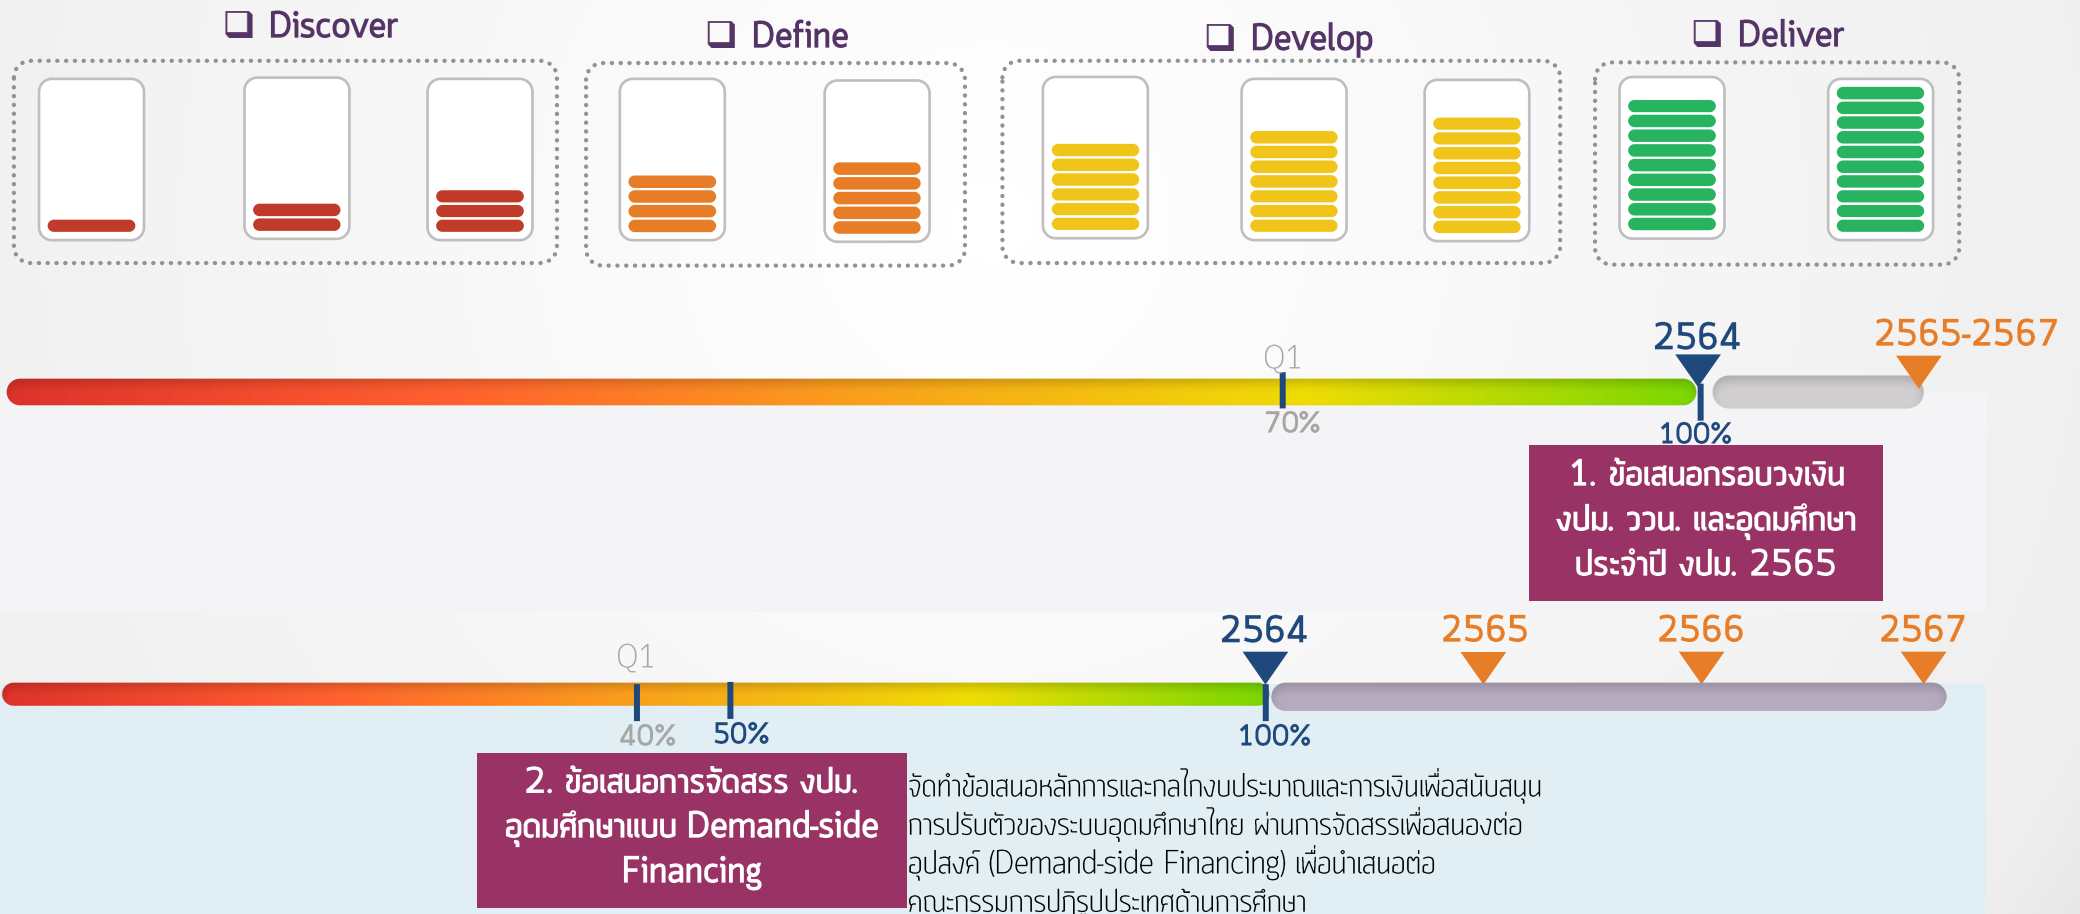 ❑ Discover
❑ Define
❑ Develop
❑ Deliver
Q1
2564
2565-2567
70%
100%
1. ข้อเสนอกรอบวงเงิน
งปม. ววน. และอุดมศึกษา
ประจำปี งปม. 2565
Q1
2564
2565
2566
2567
40%
50%
100%
2. ข้อเสนอการจัดสรร งปม.
อุดมศึกษาแบบ Demand-side
Financing
จัดทำข้อเสนอหลักการและกลไกงบประมาณและการเงินเพื่อสนับสนุน
การปรับตัวของระบบอุดมศึกษาไทย ผ่านการจัดสรรเพื่อสนองต่อ
อุปสงค์ (Demand-side Financing) เพื่อนำเสนอต่อ
คณะกรรมการปฏิรูปประเทศด้านการศึกษา